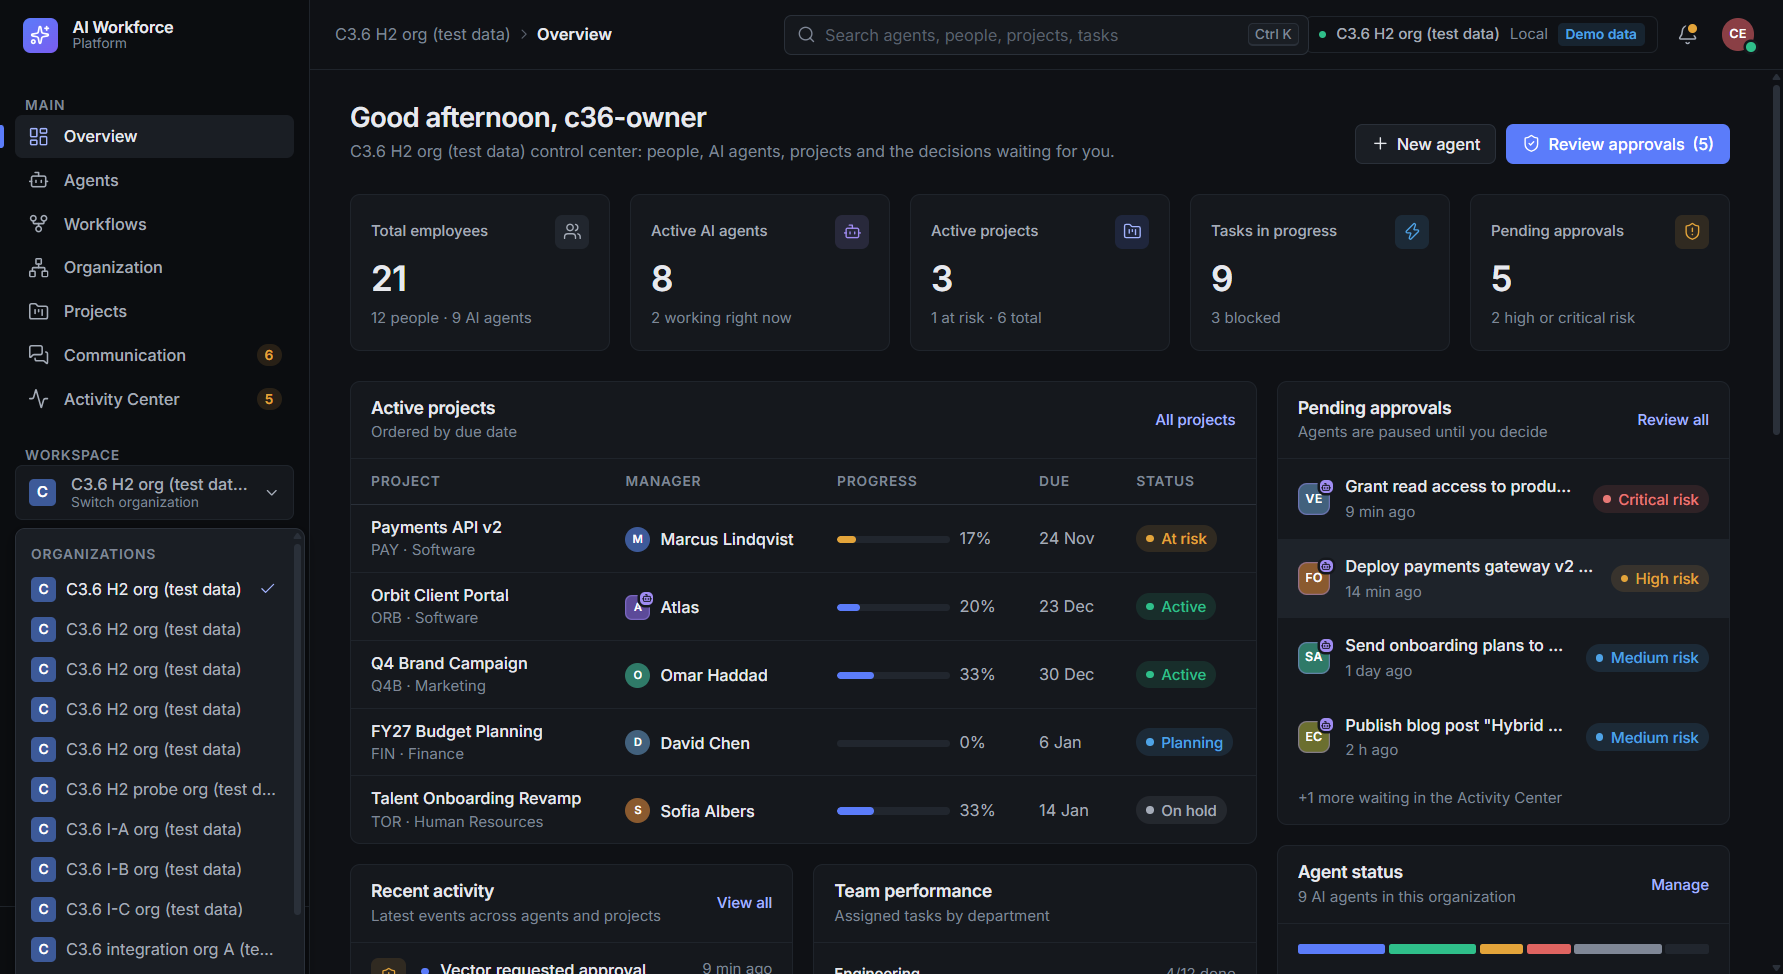 AI Workforce
Platform
MAIN
Overview
Agents
Workflows
Organization
Projects
Communication 6
Activity Center 5
WORKSPACE
C C3.6 H2 org (test dat...
Switch organization
ORGANIZATIONS
C C3.6 H2 org (test data)
C C3.6 H2 org (test data)
C C3.6 H2 org (test data)
C C3.6 H2 org (test data)
C C3.6 H2 org (test data)
C C3.6 H2 probe org (test d...
C C3.6 I-A org (test data)
C C3.6 I-B org (test data)
C C3.6 I-C org (test data)
C C3.6 integration org A (te...
C3.6 H2 org (test data) > Overview
Search agents, people, projects, tasks Ctrl K
C3.6 H2 org (test data) Local Demo data
CE
Good afternoon, c36-owner
C3.6 H2 org (test data) control center: people, AI agents, projects and the decisions waiting for you.
+ New agent
Review approvals (5)
Total employees
21
12 people · 9 AI agents
Active AI agents
8
2 working right now
Active projects
3
1 at risk · 6 total
Tasks in progress
9
3 blocked
Pending approvals
5
2 high or critical risk
Active projects
Ordered by due date
All projects
PROJECT MANAGER PROGRESS DUE STATUS
Payments API v2
PAY · Software
M Marcus Lindqvist 17% 24 Nov At risk
Orbit Client Portal
ORB · Software
A Atlas 20% 23 Dec Active
Q4 Brand Campaign
Q4B · Marketing
O Omar Haddad 33% 30 Dec Active
FY27 Budget Planning
FIN · Finance
D David Chen 0% 6 Jan Planning
Talent Onboarding Revamp
TOR · Human Resources
S Sofia Albers 33% 14 Jan On hold
Pending approvals
Agents are paused until you decide
Review all
VE Grant read access to produ... Critical risk
9 min ago
FO Deploy payments gateway v2 ... High risk
14 min ago
SA Send onboarding plans to ... Medium risk
1 day ago
EC Publish blog post "Hybrid ... Medium risk
2 h ago
+1 more waiting in the Activity Center
Recent activity
Latest events across agents and projects
View all
Vector requested approval 9 min ago
Team performance
Assigned tasks by department
Engineering 4/12 done
Agent status
9 AI agents in this organization
Manage